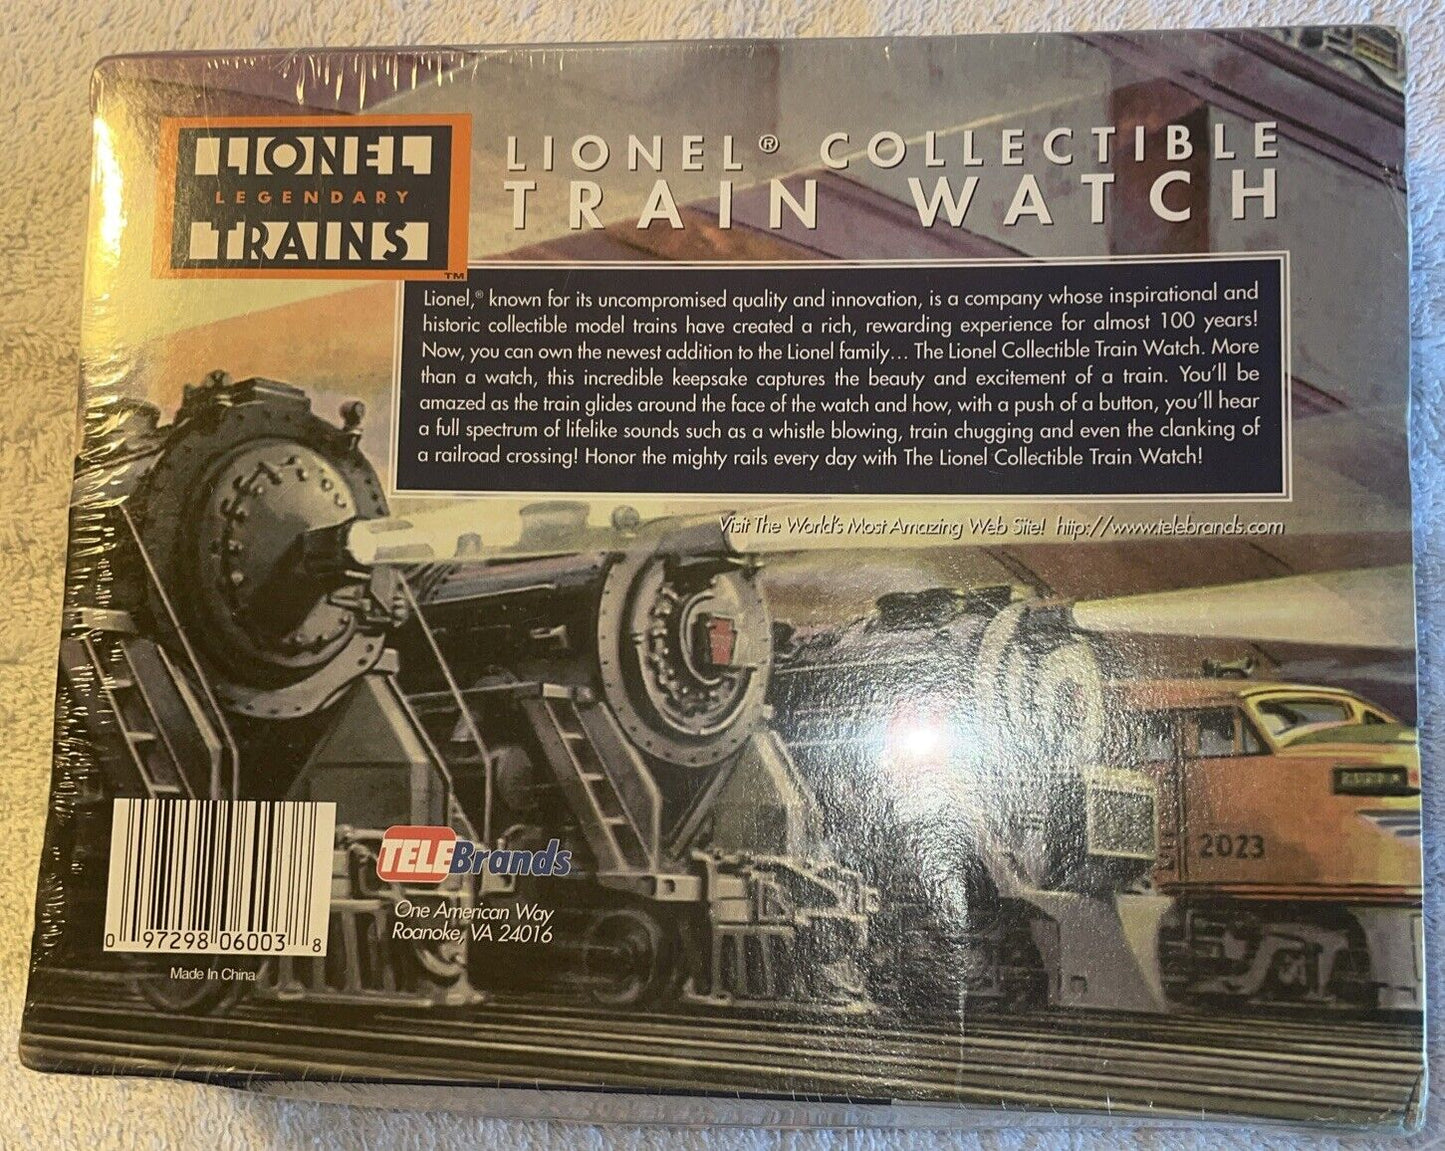 LIONEL
LEGENDARY
TRAINS
TM
LIONEL® COLLECTIBLE
TRAIN WATCH
Lionel,® known for its uncompromised quality and innovation, is a company whose inspirational and
historic collectible model trains have created a rich, rewarding experience for almost 100 years!
Now, you can own the newest addition to the Lionel family... The Lionel Collectible Train Watch. More
than a watch, this incredible keepsake captures the beauty and excitement of a train. You'll be
amazed as the train glides around the face of the watch and how, with a push of a button, you'll hear
a full spectrum of lifelike sounds such as a whistle blowing, train chugging and even the clanking of
a railroad crossing! Honor the mighty rails every day with The Lionel Collectible Train Watch!
Visit The World's Most Amazing Web Site! http://www.telebrands.com
2023
TELEBrands
One American Way
Roanoke, VA 24016
0 97298 06003 8
Made In China